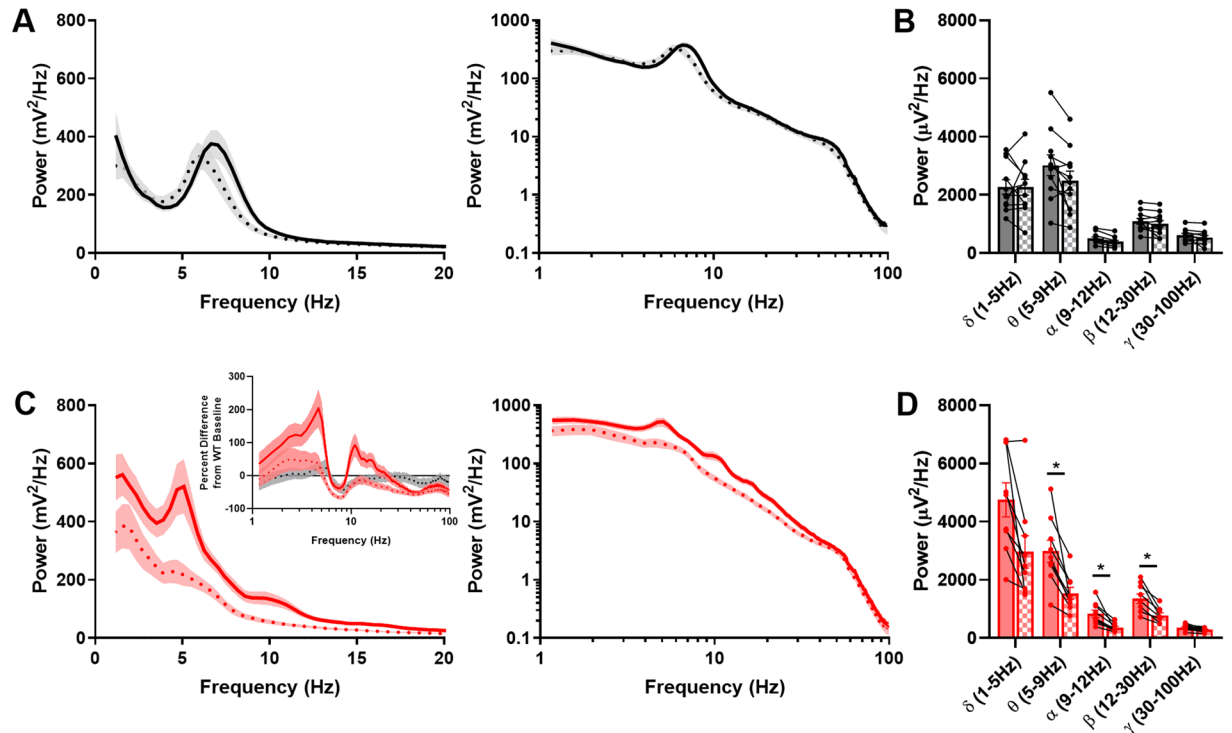 A
800
600
400
200
0
Power (mV²/Hz)
0 5 10 15 20
Frequency (Hz)
1000
100
10
1
0.1
Power (mV²/Hz)
1 10 100
Frequency (Hz)
B
8000
6000
4000
2000
0
Power (µV²/Hz)
δ (1-5Hz)
θ (5-9Hz)
α (9-12Hz)
β (12-30Hz)
γ (30-100Hz)
C
800
600
400
200
0
Power (mV²/Hz)
0 5 10 15 20
Frequency (Hz)
300
200
100
0
-100
Percent Difference
from WT Baseline
1 10 100
Frequency (Hz)
1000
100
10
1
0.1
Power (mV²/Hz)
1 10 100
Frequency (Hz)
D
8000
6000
4000
2000
0
Power (µV²/Hz)
*
*
*
δ (1-5Hz)
θ (5-9Hz)
α (9-12Hz)
β (12-30Hz)
γ (30-100Hz)